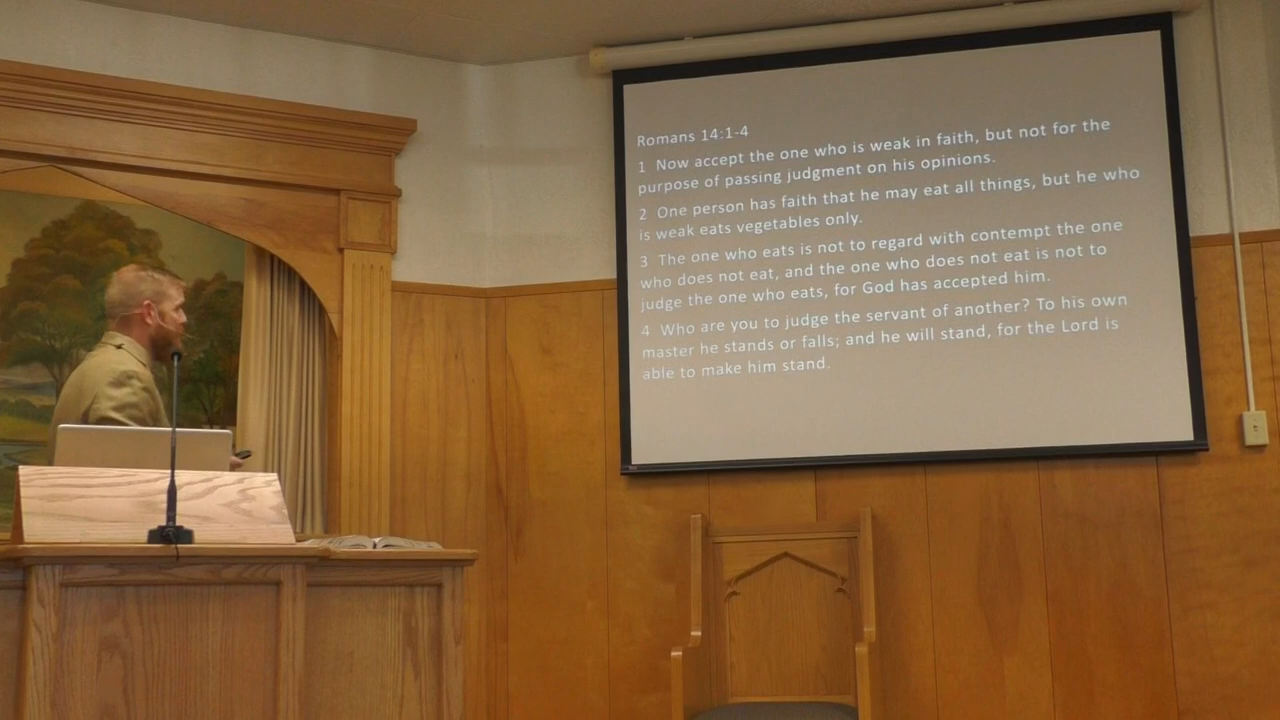 Romans 14:1-4
1 Now accept the one who is weak in faith, but not for the
purpose of passing judgment on his opinions.
2 One person has faith that he may eat all things, but he who
is weak eats vegetables only.
3 The one who eats is not to regard with contempt the one
who does not eat, and the one who does not eat is not to
judge the one who eats, for God has accepted him.
4 Who are you to judge the servant of another? To his own
master he stands or falls; and he will stand, for the Lord is
able to make him stand.